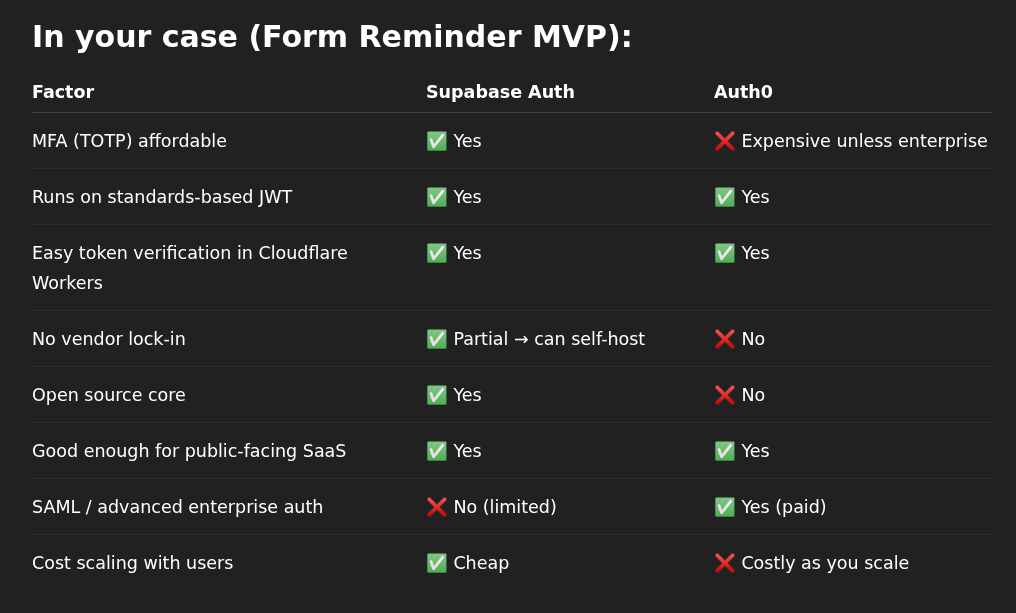 In your case (Form Reminder MVP):
Factor Supabase Auth Auth0
MFA (TOTP) affordable ✅ Yes ❌ Expensive unless enterprise
Runs on standards-based JWT ✅ Yes ✅ Yes
Easy token verification in Cloudflare ✅ Yes ✅ Yes
Workers
No vendor lock-in ✅ Partial → can self-host ❌ No
Open source core ✅ Yes ❌ No
Good enough for public-facing SaaS ✅ Yes ✅ Yes
SAML / advanced enterprise auth ❌ No (limited) ✅ Yes (paid)
Cost scaling with users ✅ Cheap ❌ Costly as you scale